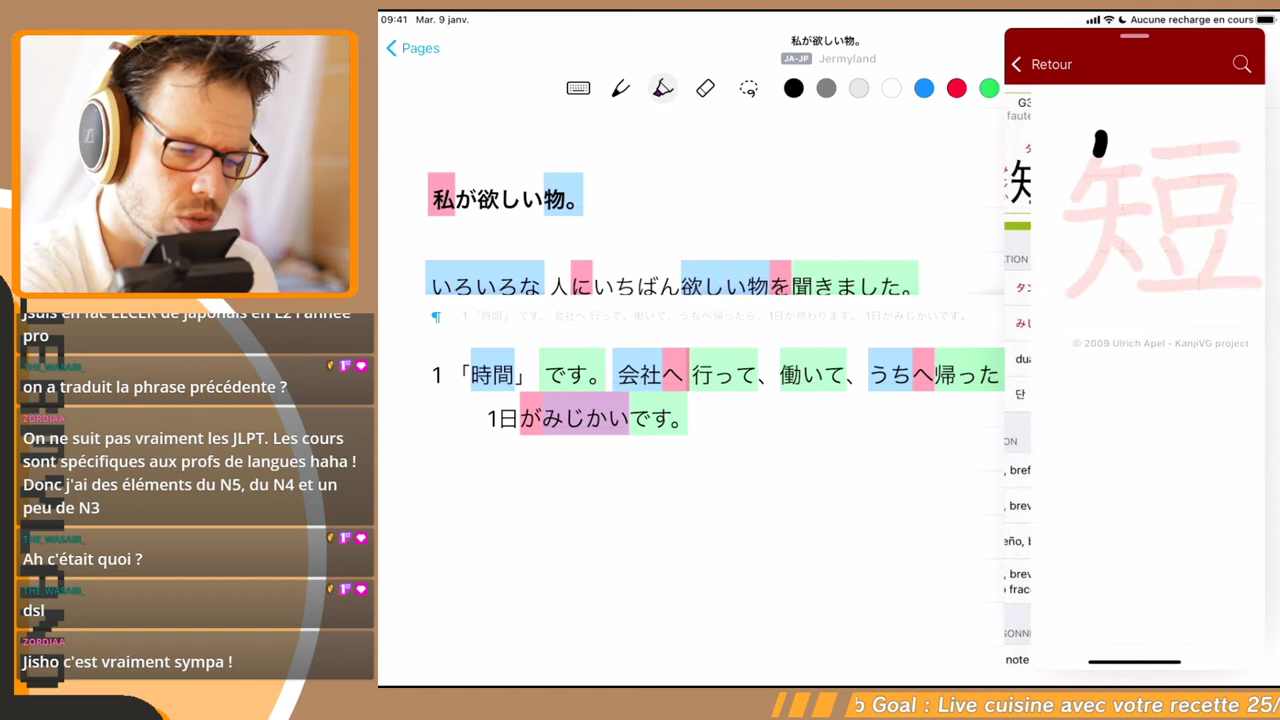 09:41 Mar. 9 janv.
Aucune recharge en cours
Pages
私が欲しい物。
JA-JP Jermyland
Retour
私が欲しい物。
いろいろな 人にいちばん欲しい物を聞きました。
1 「時間」 です。 会社へ 行って、働いて、うちへ帰ったら、1日が終わります。 1日がみじかいです。
1 「時間」 です。 会社へ 行って、働いて、うちへ帰った
1日がみじかいです。
faute
短
© 2009 Ulrich Apel - KanjiVG project
, bref
, brev
, brev
note
pro
THE_WASABI_
on a traduit la phrase précédente ?
ZORDIAA
On ne suit pas vraiment les JLPT. Les cours
sont spécifiques aux profs de langues haha !
Donc j'ai des éléments du N5, du N4 et un
peu de N3
THE_WASABI_
Ah c'était quoi ?
THE_WASABI_
dsl
ZORDIAA
Jisho c'est vraiment sympa !
b Goal : Live cuisine avec votre recette 25/